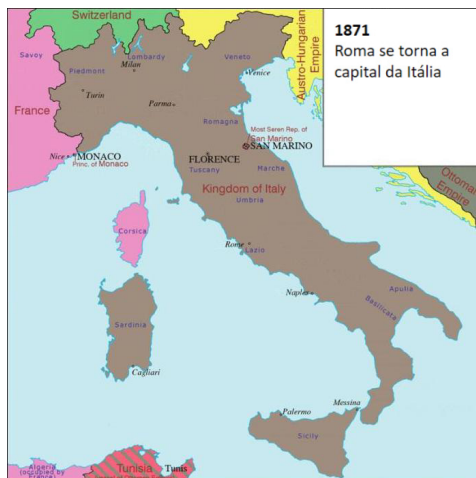 Switzerland
1871
Roma se torna a
capital da Itália
Austro-Hungarian
Empire
Savoy
Lombardy
Veneto
Piedmont
Milan
Venice
Turin
Parma
France
Romagna
Most Seren Rep. of
San Marino
SAN MARINO
Ottoman
Empire
Nice
MONACO
Princ. of Monaco
FLORENCE
Tuscany
Marche
Kingdom of Italy
Umbria
Corsica
Rome
Lazio
Naples
Apulia
Basilicata
Sardinia
Cagliari
Messina
Palermo
Sicily
Algeria
(occupied by
France)
Tunisia
Tunis